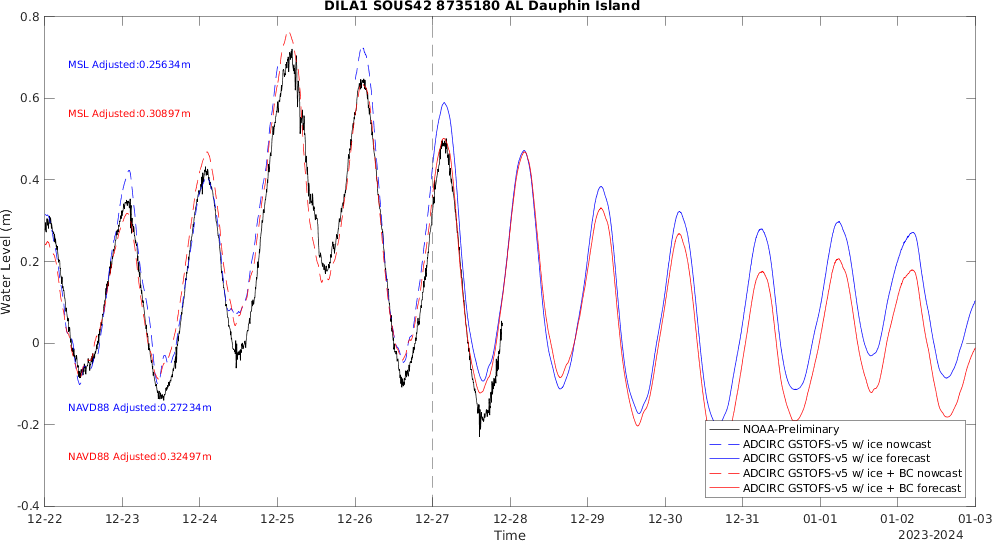 DILA1 SOUS42 8735180 AL Dauphin Island
Water Level (m)
0.8
0.6
0.4
0.2
0
-0.2
-0.4
MSL Adjusted:0.25634m
MSL Adjusted:0.30897m
NAVD88 Adjusted:0.27234m
NAVD88 Adjusted:0.32497m
NOAA-Preliminary
ADCIRC GSTOFS-v5 w/ ice nowcast
ADCIRC GSTOFS-v5 w/ ice forecast
ADCIRC GSTOFS-v5 w/ ice + BC nowcast
ADCIRC GSTOFS-v5 w/ ice + BC forecast
12-22 12-23 12-24 12-25 12-26 12-27 12-28 12-29 12-30 12-31 01-01 01-02 01-03
Time
2023-2024